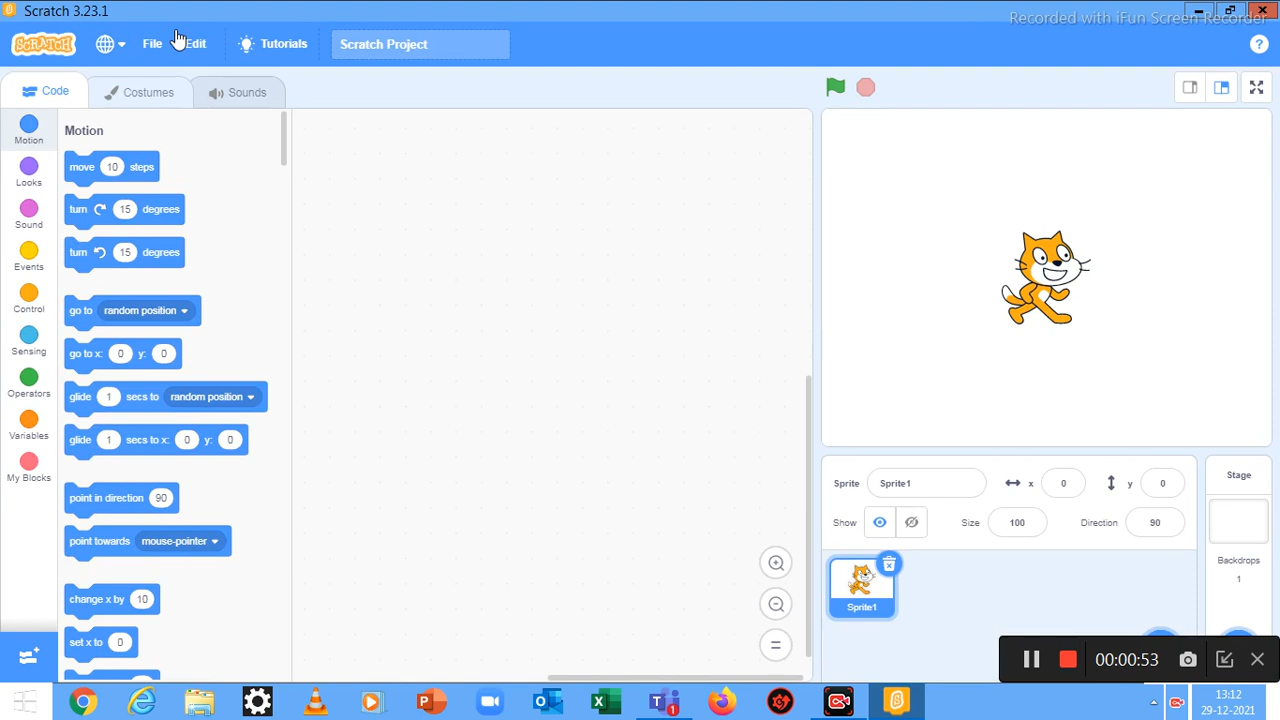 Scratch 3.23.1
Recorded with iFun Screen Recorder
SCRATCH
File
Edit
Tutorials
Scratch Project
?
Code
Costumes
Sounds
Motion
Looks
Sound
Events
Control
Sensing
Operators
Variables
My Blocks
Motion
move 10 steps
turn 15 degrees
turn 15 degrees
go to random position
go to x: 0 y: 0
glide 1 secs to random position
glide 1 secs to x: 0 y: 0
point in direction 90
point towards mouse-pointer
change x by 10
set x to 0
Sprite Sprite1 x 0 y 0
Show Size 100 Direction 90
Sprite1
Stage
Backdrops
1
00:00:53
13:12
29-12-2021